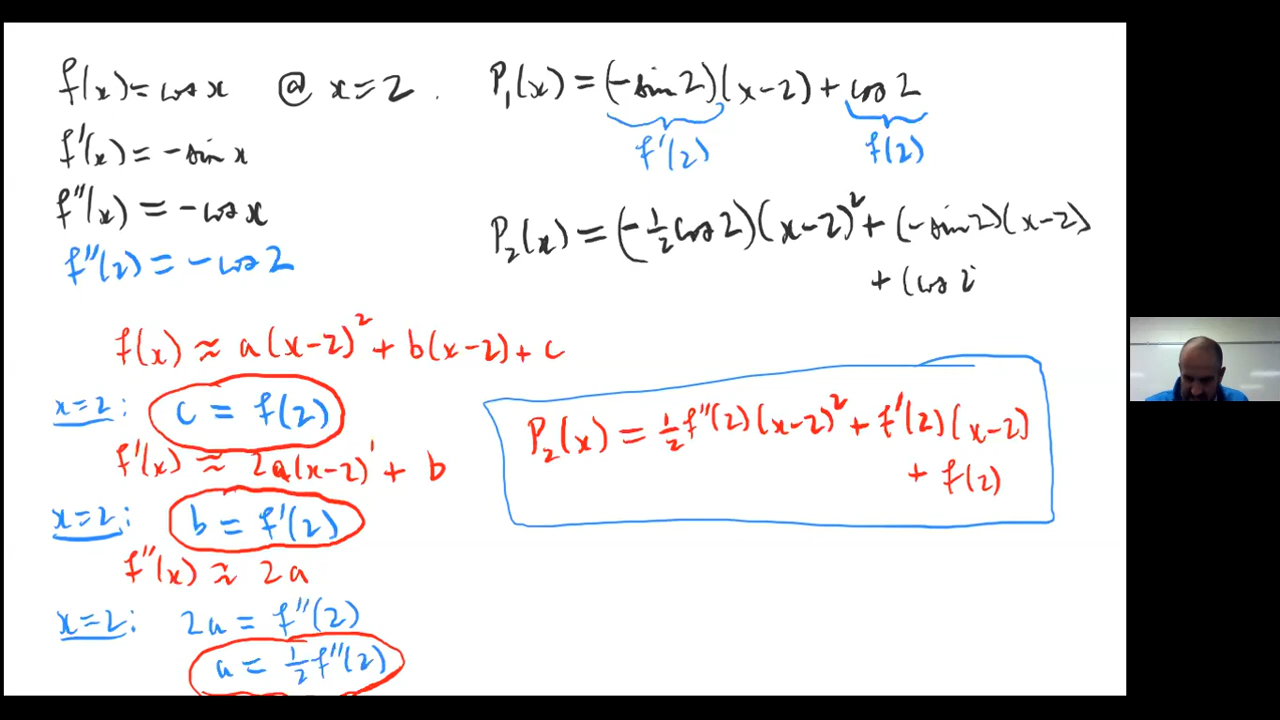 f(x) = cos x @ x = 2 .
f'(x) = -sin x
f''(x) = -cos x
f''(2) = -cos 2
P₁(x) = (-sin 2)(x-2) + cos 2
f'(2) f(2)
P₂(x) = (-½ cos 2)(x-2)² + (-sin 2)(x-2)
+ (cos 2
f(x) ≈ a(x-2)² + b(x-2) + c
x=2: c = f(2)
f'(x) ≈ 2a(x-2)¹ + b
x=2: b = f'(2)
f''(x) ≈ 2a
x=2: 2a = f''(2)
a = ½ f''(2)
P₂(x) = ½ f''(2)(x-2)² + f'(2)(x-2)
+ f(2)